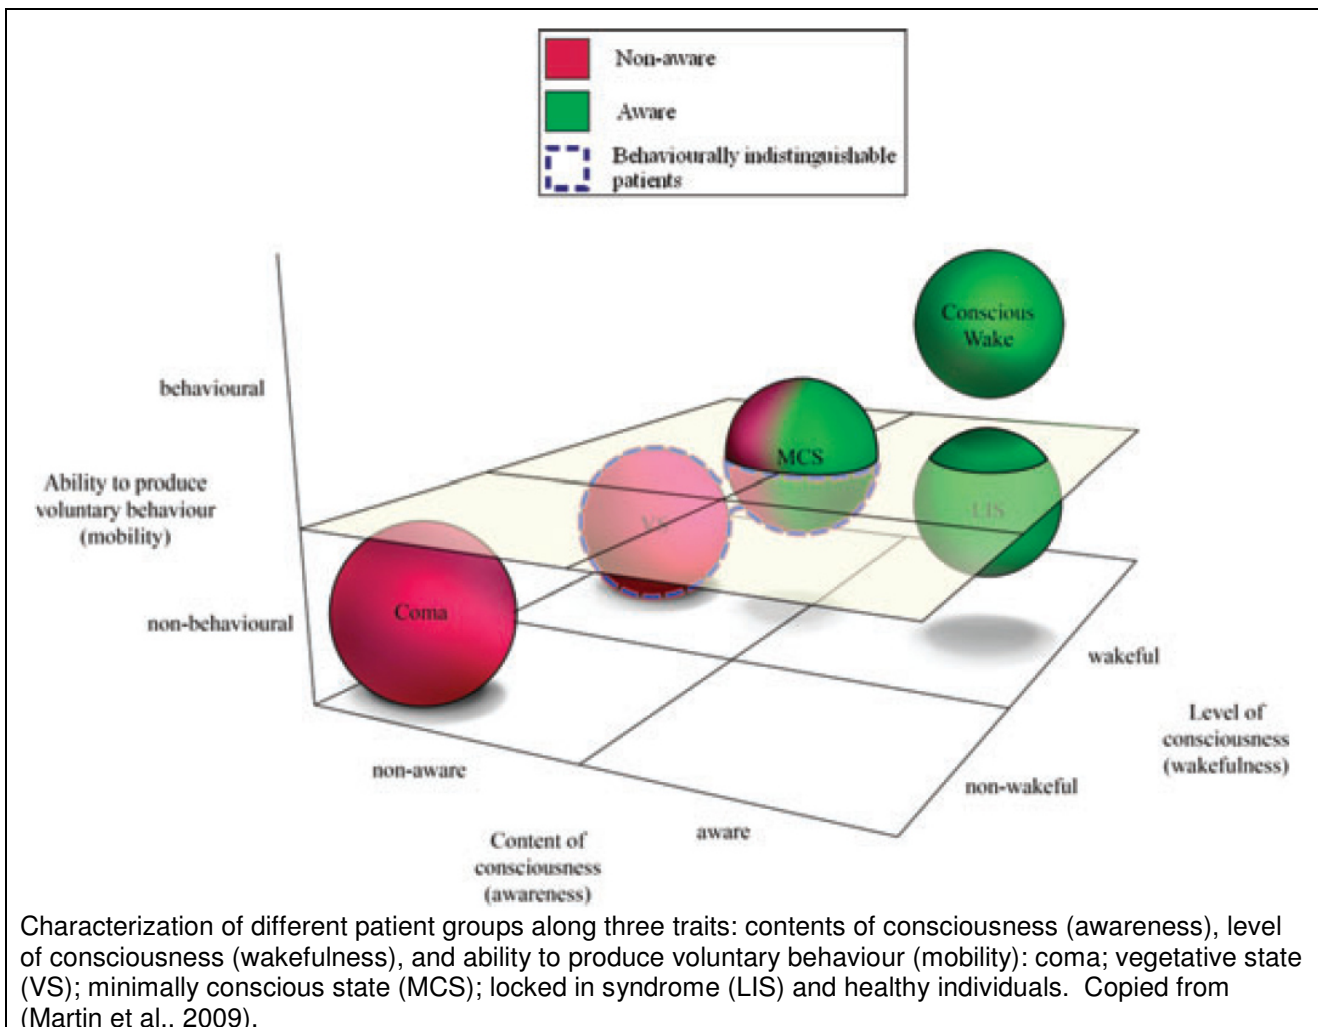 Non-aware
Aware
Behaviourally indistinguishable
patients
Conscious
Wake
behavioural
MCS
Ability to produce
voluntary behaviour
(mobility)
VS
LIS
Coma
non-behavioural
wakeful
Level of
consciousness
(wakefulness)
non-aware
non-wakeful
aware
Content of
consciousness
(awareness)
Characterization of different patient groups along three traits: contents of consciousness (awareness), level
of consciousness (wakefulness), and ability to produce voluntary behaviour (mobility): coma; vegetative state
(VS); minimally conscious state (MCS); locked in syndrome (LIS) and healthy individuals.  Copied from
(Martin et al., 2009).